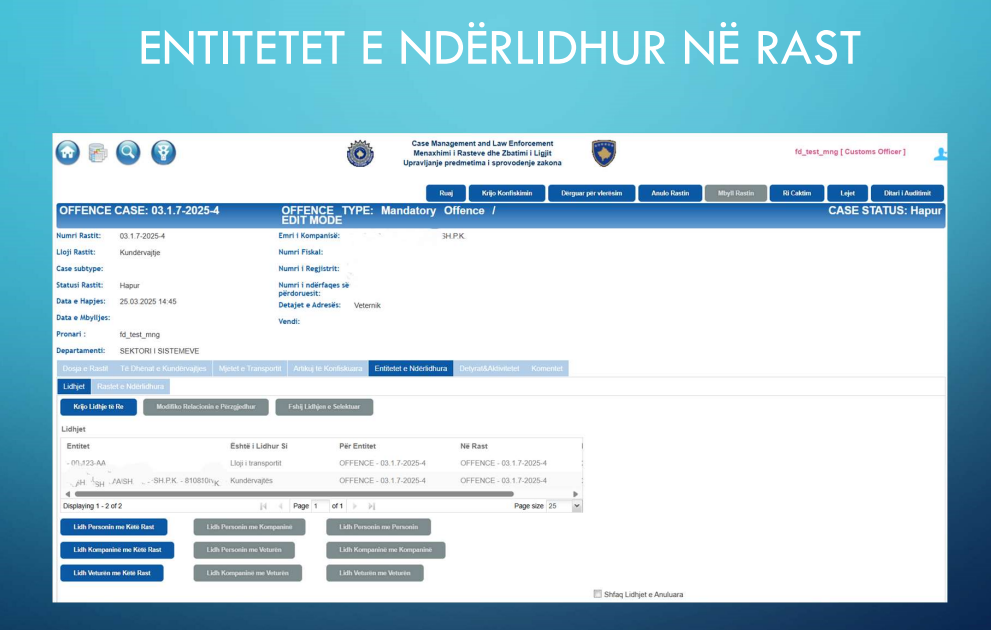 ENTITETET E NDËRLIDHUR NË RAST
Case Management and Law Enforcement
Menaxhimi i Rasteve dhe Zbatimi i Ligjit
Upravljanje predmetima i sprovođenje zakona
fd_test_mng [ Customs Officer ]
Ruaj Krijo Konfiskimin Dërguar për vlerësim Anulo Rastin Mbyll Rastin Ri Caktim Lejet Ditari i Auditimit
OFFENCE CASE: 03.1.7-2025-4 OFFENCE TYPE: Mandatory Offence / CASE STATUS: Hapur
EDIT MODE
Numri Rastit: 03.1.7-2025-4 Emri i Kompanisë: SH.P.K.
Lloji Rastit: Kundërvajtje Numri Fiskal:
Case subtype: Numri i Regjistrit:
Statusi Rastit: Hapur Numri i ndërfaqes së
përdoruesit:
Data e Hapjes: 25.03.2025 14:45 Detajet e Adresës: Veternik
Data e Mbylljes: Vendi:
Pronari : fd_test_mng
Departamenti: SEKTORI I SISTEMEVE
Dosja e Rastit Të Dhënat e Kundërvajtjes Mjetet e Transportit Artikuj të Konfiskuara Entitetet e Ndërlidhura Detyrat&Aktivitetet Komentet
Lidhjet Rastet e Ndërlidhura
Krijo Lidhje të Re Modifiko Relacionin e Përzgjedhur Fshij Lidhjen e Selektuar
Lidhjet
Entitet Është i Lidhur Si Për Entitet Në Rast
123-AA Lloji i transportit OFFENCE - 03.1.7-2025-4 OFFENCE - 03.1.7-2025-4
SH.P.K. - 810810 Kundërvajtës OFFENCE - 03.1.7-2025-4 OFFENCE - 03.1.7-2025-4
Displaying 1 - 2 of 2 Page 1 of 1 Page size 25
Lidh Personin me Këtë Rast Lidh Personin me Kompaninë Lidh Personin me Personin
Lidh Kompaninë me Këtë Rast Lidh Personin me Veturën Lidh Kompaninë me Kompaninë
Lidh Veturën me Këtë Rast Lidh Kompaninë me Veturën Lidh Veturën me Veturën
Shfaq Lidhjet e Anuluara